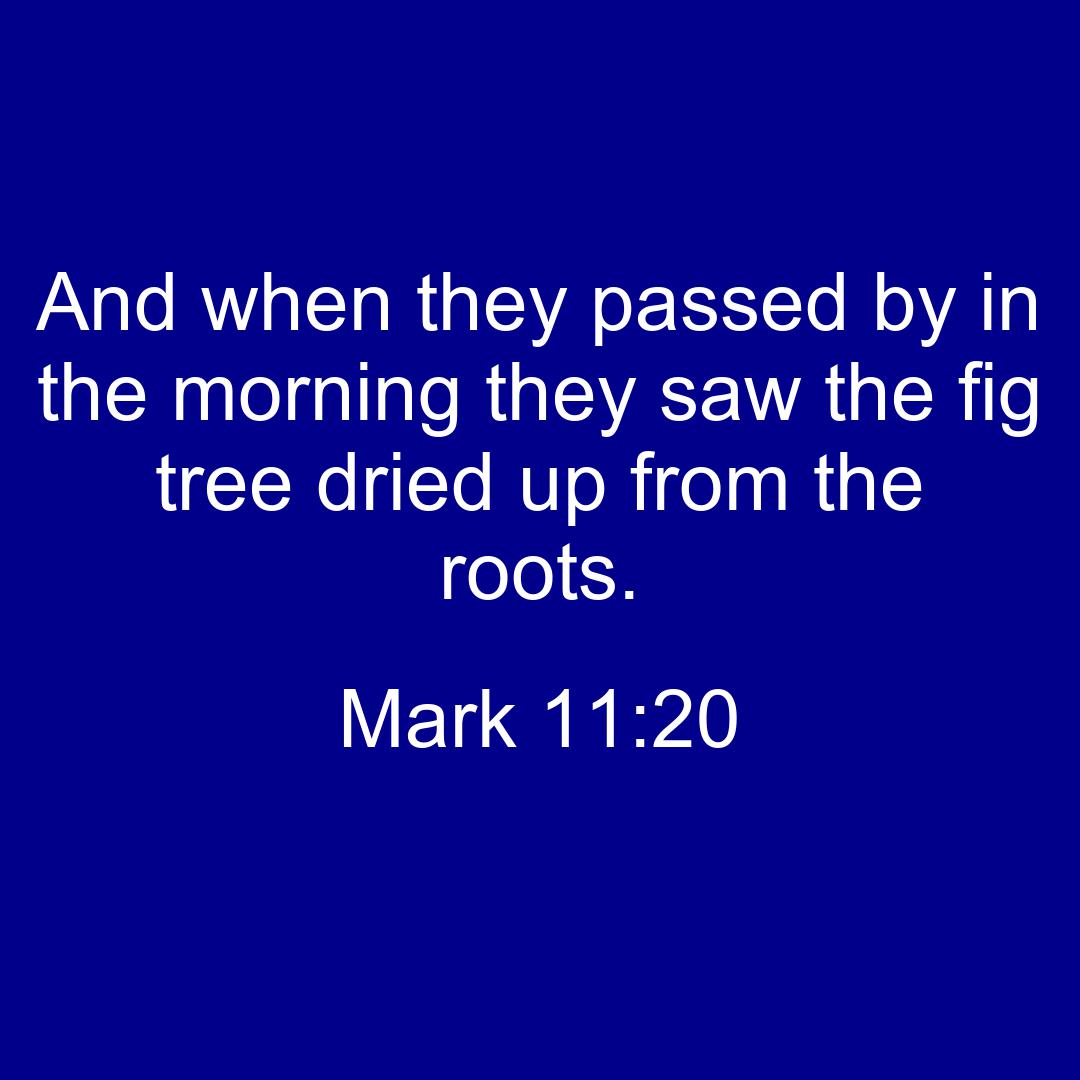 And when they passed by in
the morning they saw the fig
tree dried up from the
roots.
Mark 11:20